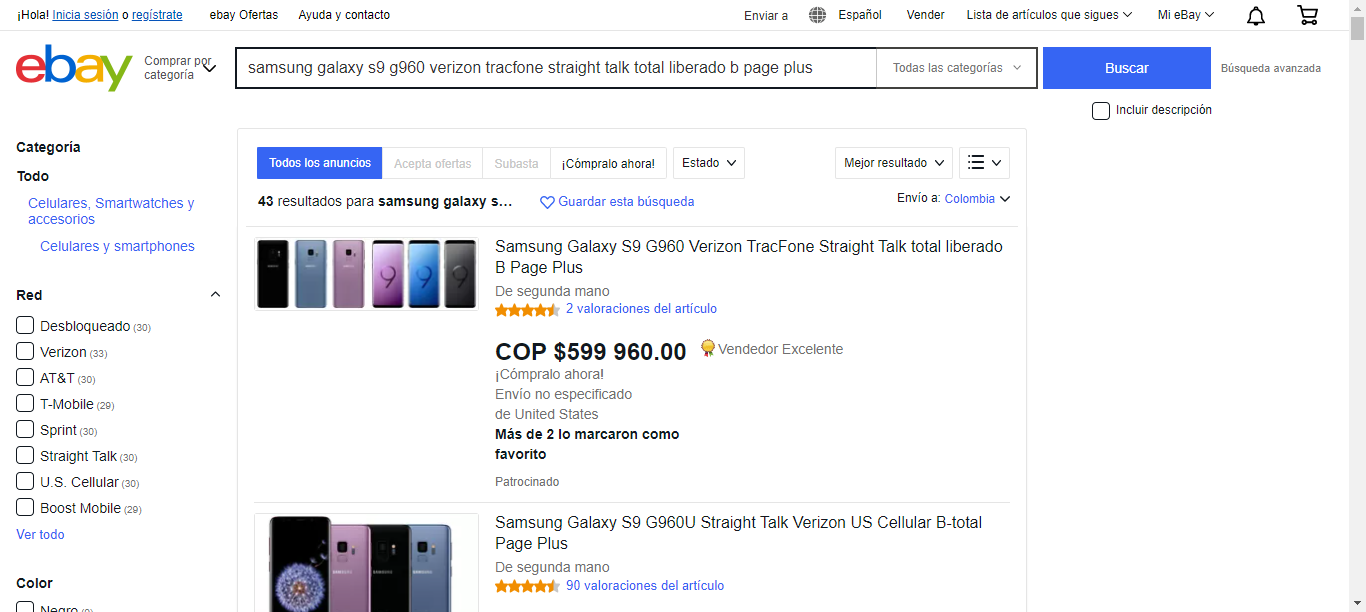 ¡Hola! Inicia sesión o regístrate
ebay Ofertas
Ayuda y contacto
Enviar a
Español
Vender
Lista de artículos que sigues
Mi eBay
ebay
Comprar por
categoría
samsung galaxy s9 g960 verizon tracfone straight talk total liberado b page plus
Todas las categorías
Buscar
Búsqueda avanzada
Incluir descripción
Categoría
Todo
Celulares, Smartwatches y
accesorios
Celulares y smartphones
Red
Desbloqueado (30)
Verizon (33)
AT&T (30)
T-Mobile (29)
Sprint (30)
Straight Talk (30)
U.S. Cellular (30)
Boost Mobile (29)
Ver todo
Color
Negro (9)
Todos los anuncios
Acepta ofertas
Subasta
¡Cómpralo ahora!
Estado
Mejor resultado
43 resultados para samsung galaxy s...
Guardar esta búsqueda
Envío a: Colombia
Samsung Galaxy S9 G960 Verizon TracFone Straight Talk total liberado
B Page Plus
De segunda mano
2 valoraciones del artículo
COP $599 960.00
Vendedor Excelente
¡Cómpralo ahora!
Envío no especificado
de United States
Más de 2 lo marcaron como
favorito
Patrocinado
Samsung Galaxy S9 G960U Straight Talk Verizon US Cellular B-total
Page Plus
De segunda mano
90 valoraciones del artículo